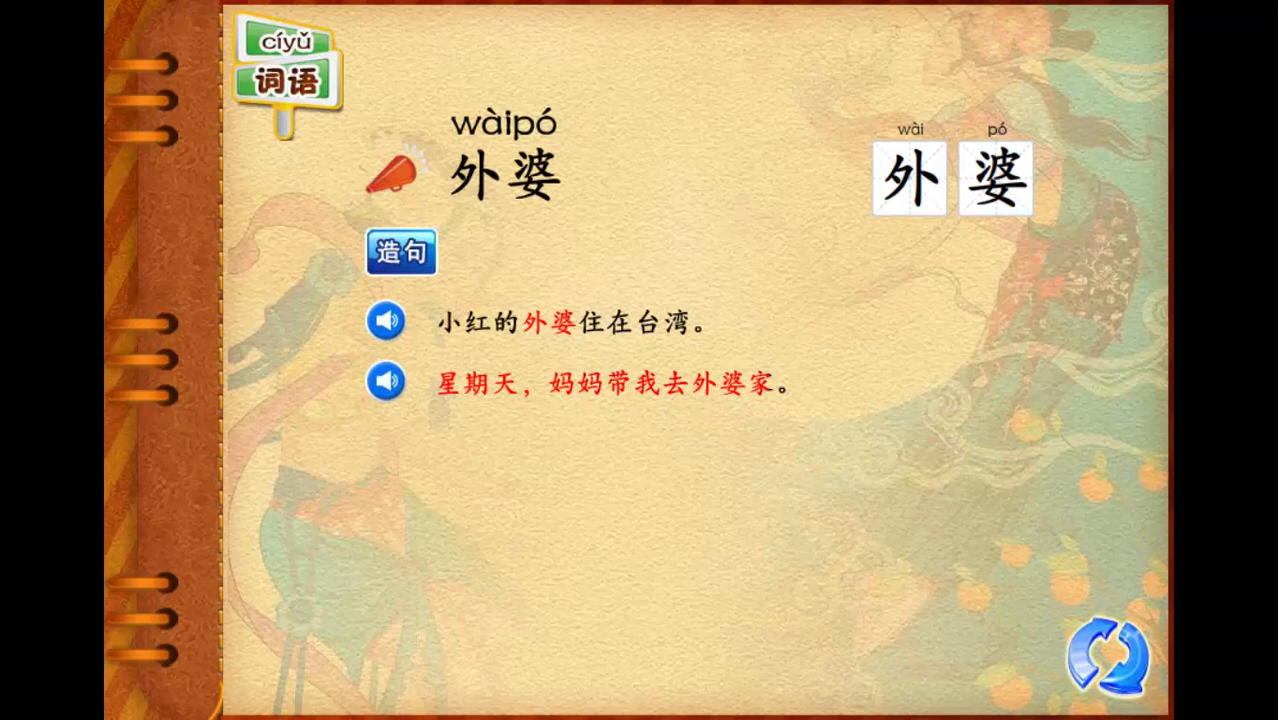 cíyǔ
词语
wàipó
外婆
wài pó
外婆
造句
小红的外婆住在台湾。
星期天，妈妈带我去外婆家。